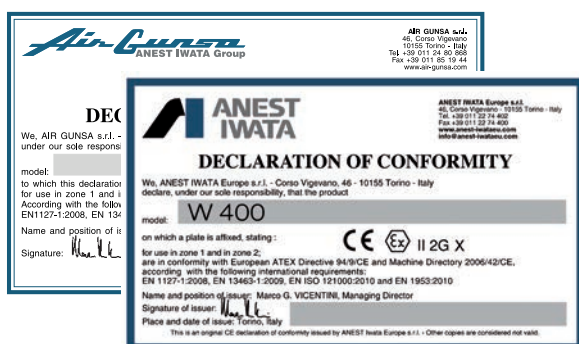 Air Gunsa
ANEST IWATA Group
AIR GUNSA s.r.l.
46, Corso Vigevano
10155 Torino - Italy
Tel. +39 011 24 80 868
Fax +39 011 85 19 44
www.air-gunsa.com
DEC
We, AIR GUNSA s.r.l. -
under our sole responsi
model:
to which this declaration
for use in zone 1 and i
According with the follow
EN1127-1:2008, EN 134
Name and position of is
Signature:
ANEST
IWATA
ANEST IWATA Europe s.r.l.
46, Corso Vigevano - 10155 Torino - Italy
Tel. +39 011 22 74 402
Fax +39 011 22 74 400
www.anest-iwataeu.com
info@anest-iwataeu.com
DECLARATION OF CONFORMITY
We, ANEST IWATA Europe s.r.l. - Corso Vigevano, 46 - 10155 Torino - Italy
declare, under our sole responsibility, that the product
model: W 400
on which a plate is affixed, stating :
CE Ex II 2G X
for use in zone 1 and in zone 2;
are in conformity with European ATEX Directive 94/9/CE and Machine Directory 2006/42/CE,
according with the following international requirements:
EN 1127-1:2008, EN 13463-1:2009, EN ISO 121000:2010 and EN 1953:2010
Name and position of issuer: Marco G. VICENTINI, Managing Director
Signature of issuer:
Place and date of issue: Torino, Italy
This is an original CE declaration of conformity issued by ANEST Iwata Europe s.r.l. - Other copies are considered not valid.